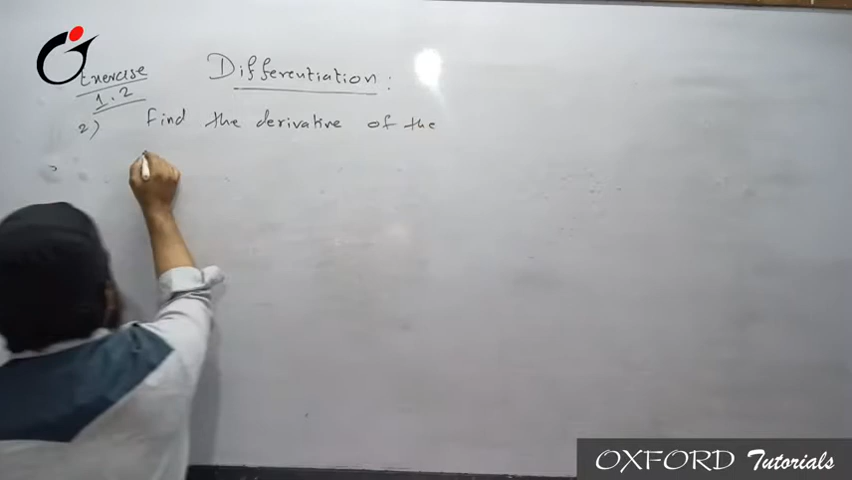 Exercise
1.2
Differentiation:
2) Find the derivative of the
OXFORD Tutorials